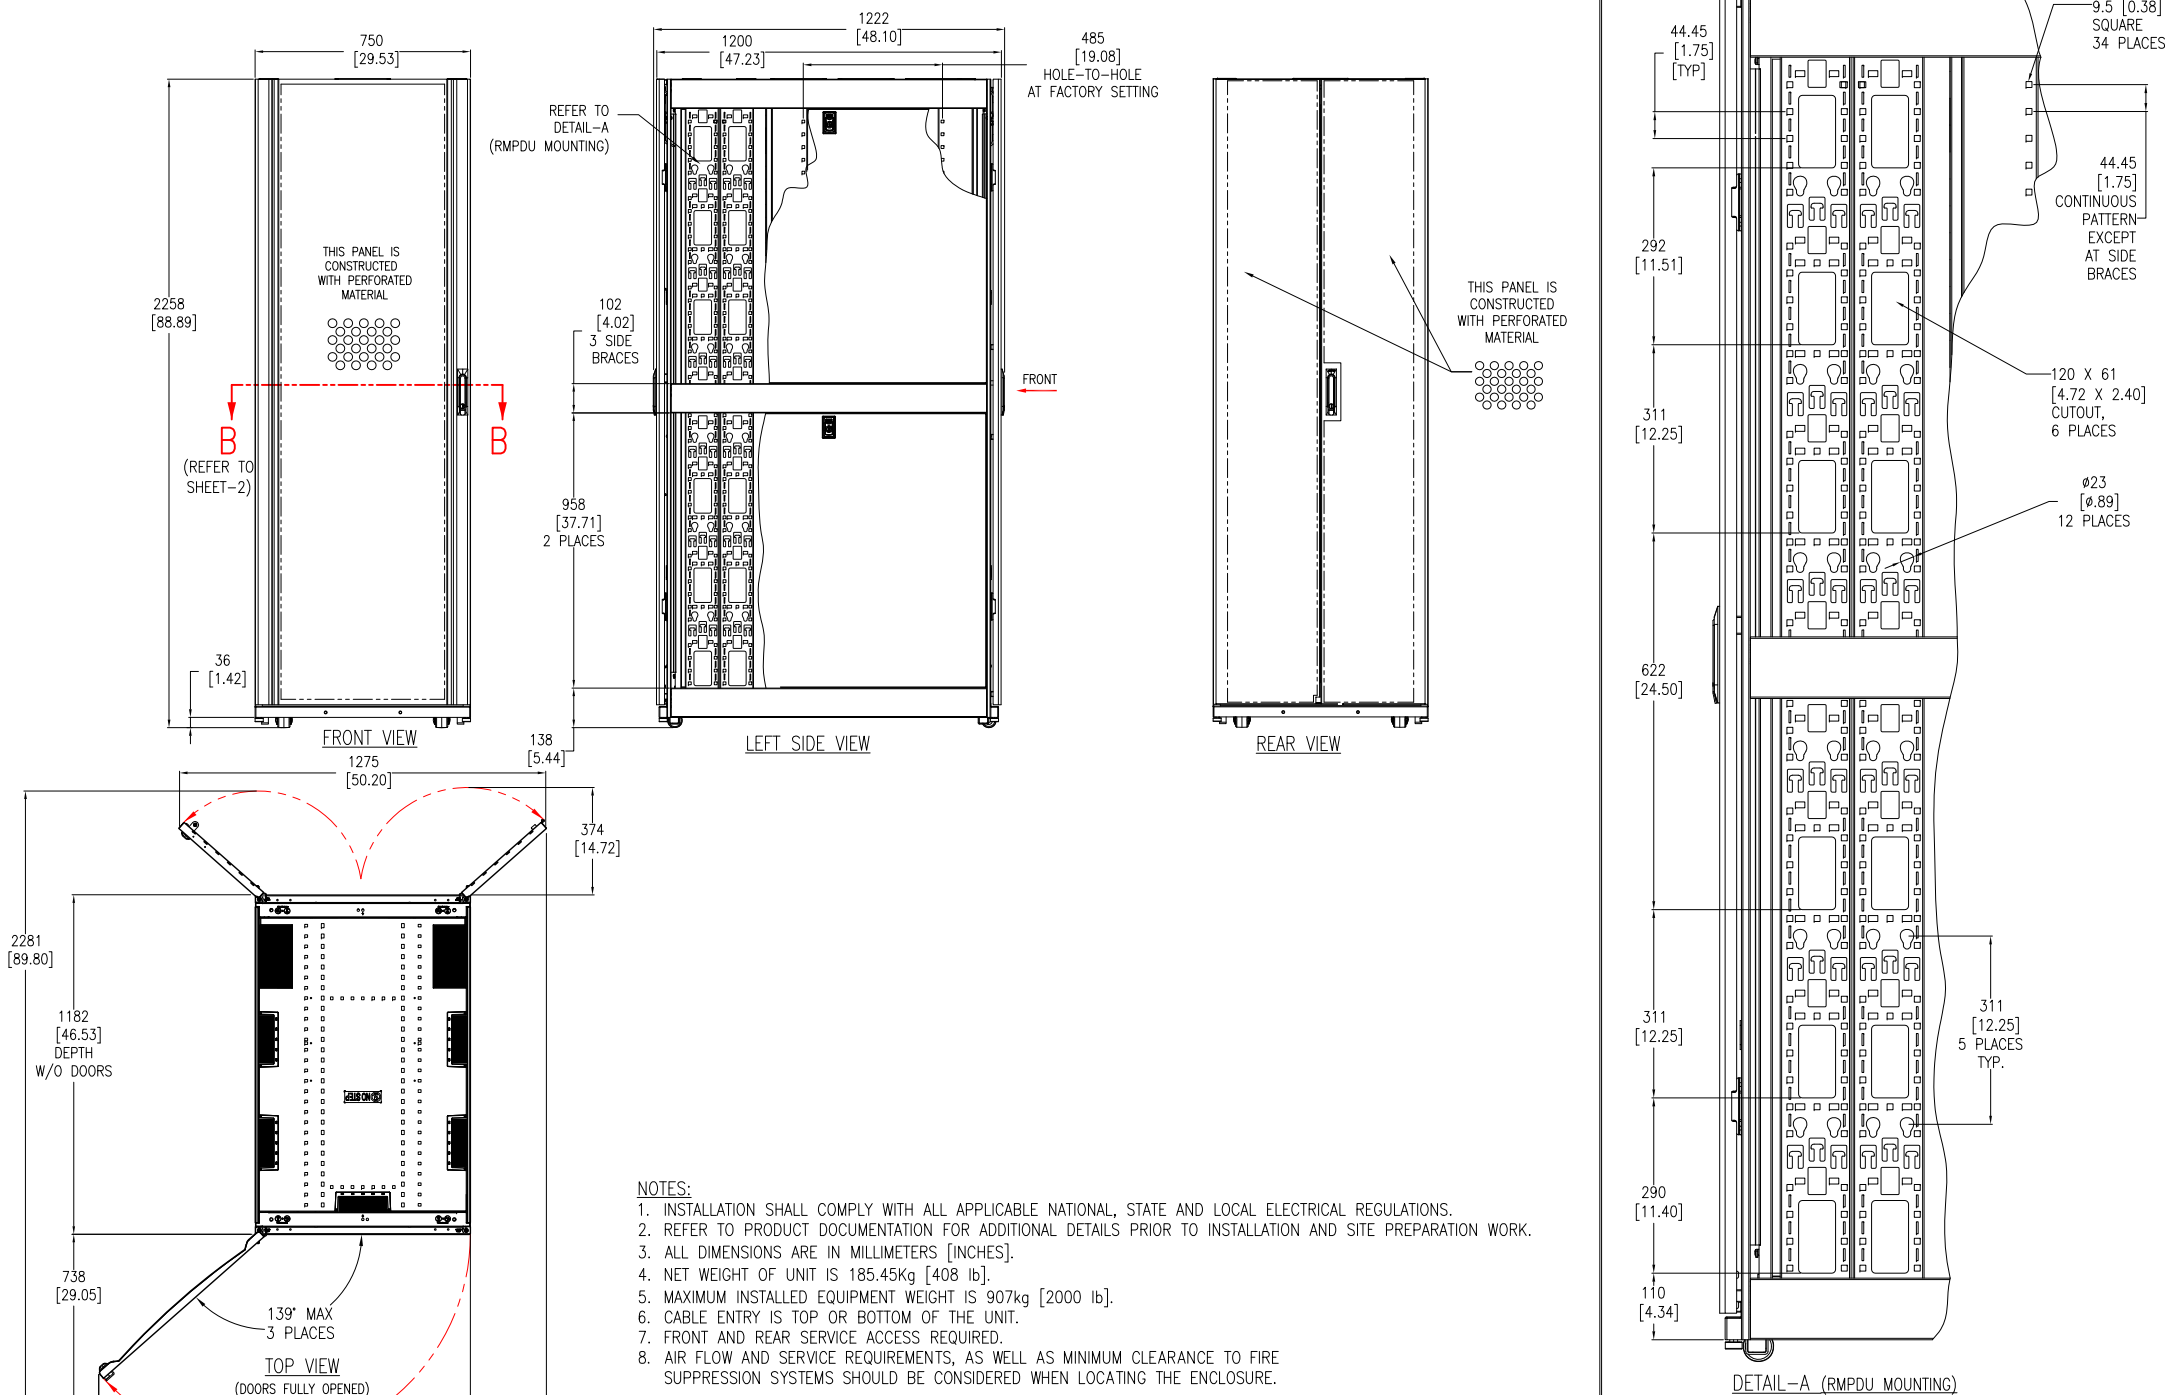 750
[29.53]
2258
[88.89]
THIS PANEL IS
CONSTRUCTED
WITH PERFORATED
MATERIAL
B
B
(REFER TO
SHEET-2)
36
[1.42]
FRONT VIEW
1222
[48.10]
1200
[47.23]
485
[19.08]
HOLE-TO-HOLE
AT FACTORY SETTING
REFER TO
DETAIL-A
(RMPDU MOUNTING)
102
[4.02]
3 SIDE
BRACES
FRONT
958
[37.71]
2 PLACES
138
[5.44]
LEFT SIDE VIEW
THIS PANEL IS
CONSTRUCTED
WITH PERFORATED
MATERIAL
REAR VIEW
1275
[50.20]
374
[14.72]
2281
[89.80]
1182
[46.53]
DEPTH
W/O DOORS
NO STEP
738
[29.05]
139° MAX
3 PLACES
TOP VIEW
(DOORS FULLY OPENED)
NOTES:
1. INSTALLATION SHALL COMPLY WITH ALL APPLICABLE NATIONAL, STATE AND LOCAL ELECTRICAL REGULATIONS.
2. REFER TO PRODUCT DOCUMENTATION FOR ADDITIONAL DETAILS PRIOR TO INSTALLATION AND SITE PREPARATION WORK.
3. ALL DIMENSIONS ARE IN MILLIMETERS [INCHES].
4. NET WEIGHT OF UNIT IS 185.45Kg [408 lb].
5. MAXIMUM INSTALLED EQUIPMENT WEIGHT IS 907kg [2000 lb].
6. CABLE ENTRY IS TOP OR BOTTOM OF THE UNIT.
7. FRONT AND REAR SERVICE ACCESS REQUIRED.
8. AIR FLOW AND SERVICE REQUIREMENTS, AS WELL AS MINIMUM CLEARANCE TO FIRE
SUPPRESSION SYSTEMS SHOULD BE CONSIDERED WHEN LOCATING THE ENCLOSURE.
44.45
[1.75]
[TYP]
9.5 [0.38]
SQUARE
34 PLACES
44.45
[1.75]
CONTINUOUS
PATTERN
EXCEPT
AT SIDE
BRACES
292
[11.51]
311
[12.25]
120 X 61
[4.72 X 2.40]
CUTOUT,
6 PLACES
ø23
[ø.89]
12 PLACES
622
[24.50]
311
[12.25]
311
[12.25]
5 PLACES
TYP.
290
[11.40]
110
[4.34]
DETAIL-A (RMPDU MOUNTING)